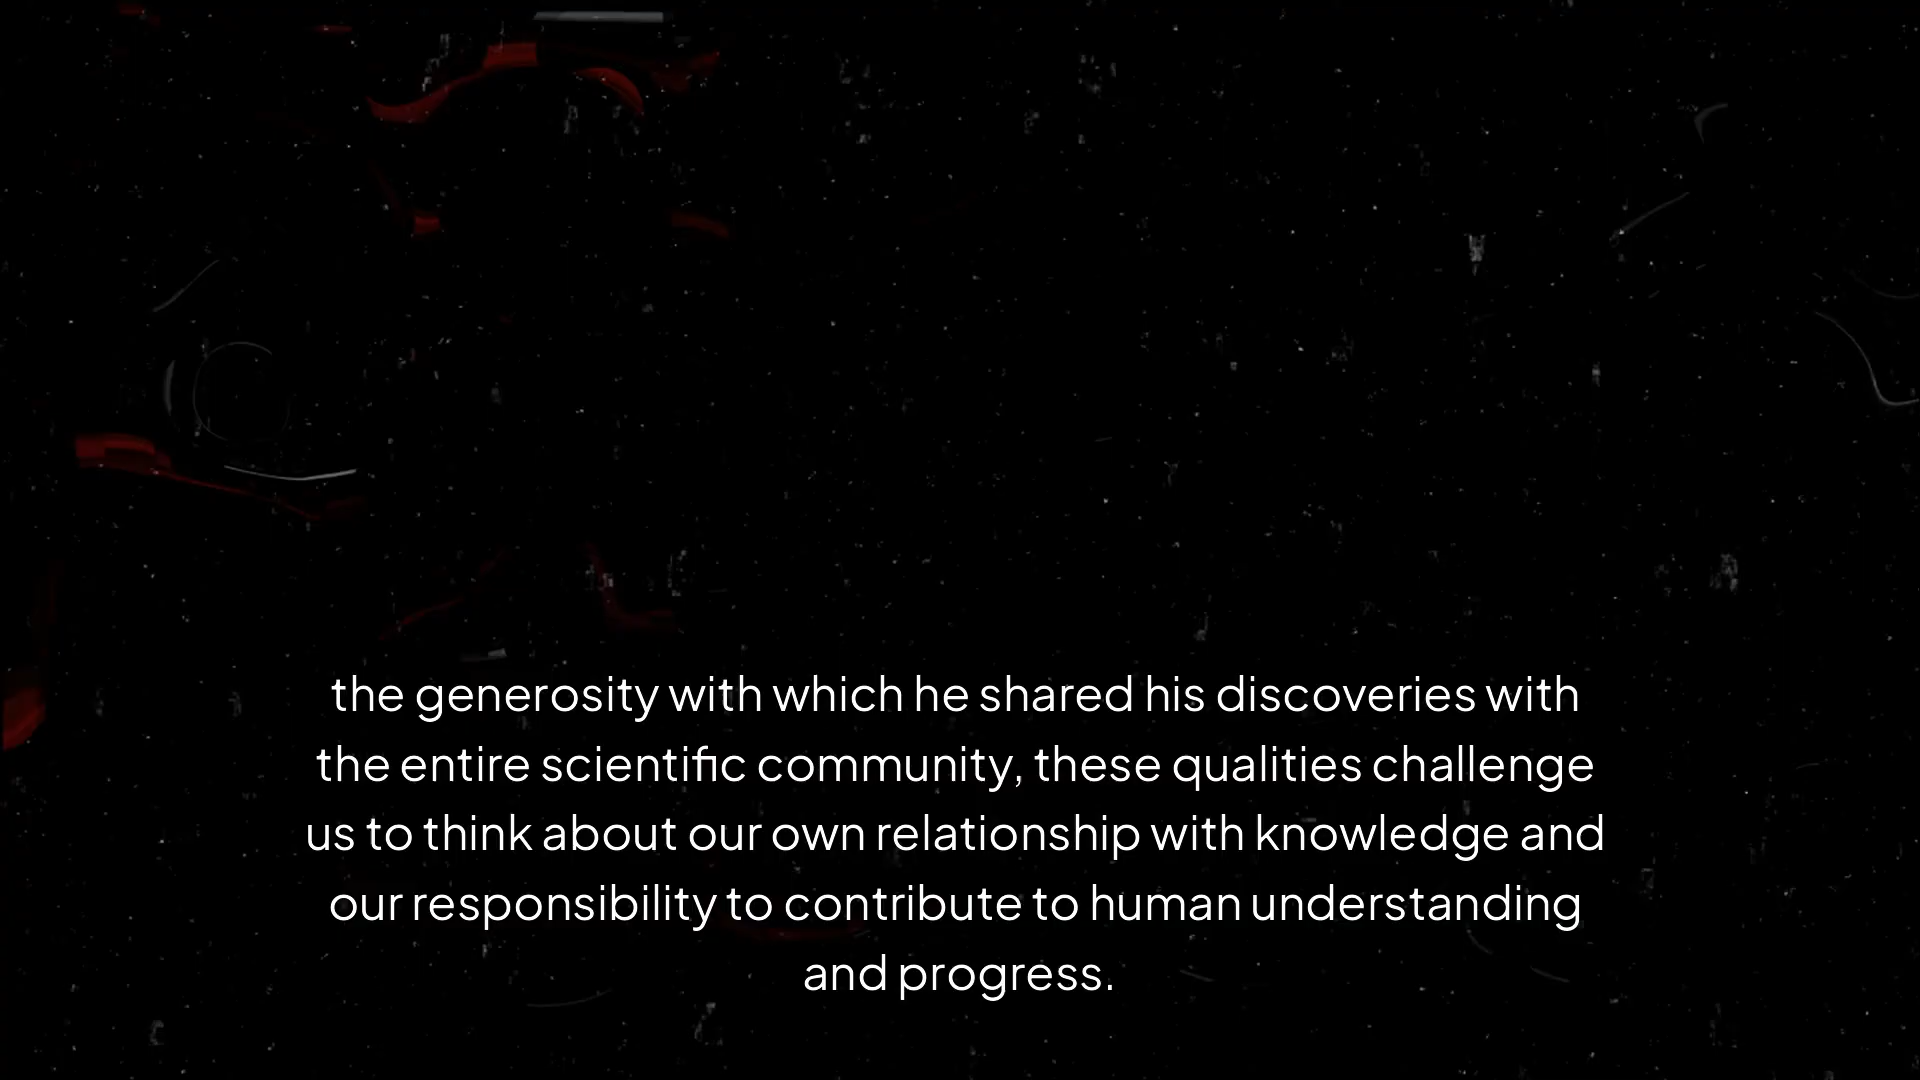 the generosity with which he shared his discoveries with
the entire scientific community, these qualities challenge
us to think about our own relationship with knowledge and
our responsibility to contribute to human understanding
and progress.